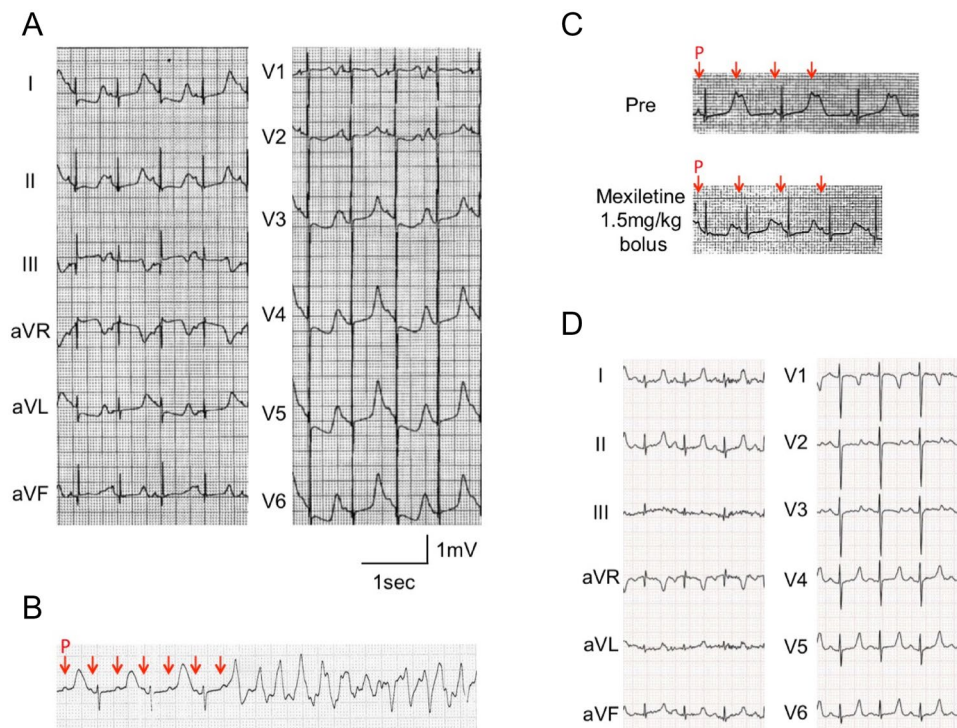 A
I
II
III
aVR
aVL
aVF
V1
V2
V3
V4
V5
V6
1mV
1sec
B
P
C
P
Pre
P
Mexiletine
1.5mg/kg
bolus
D
I
II
III
aVR
aVL
aVF
V1
V2
V3
V4
V5
V6